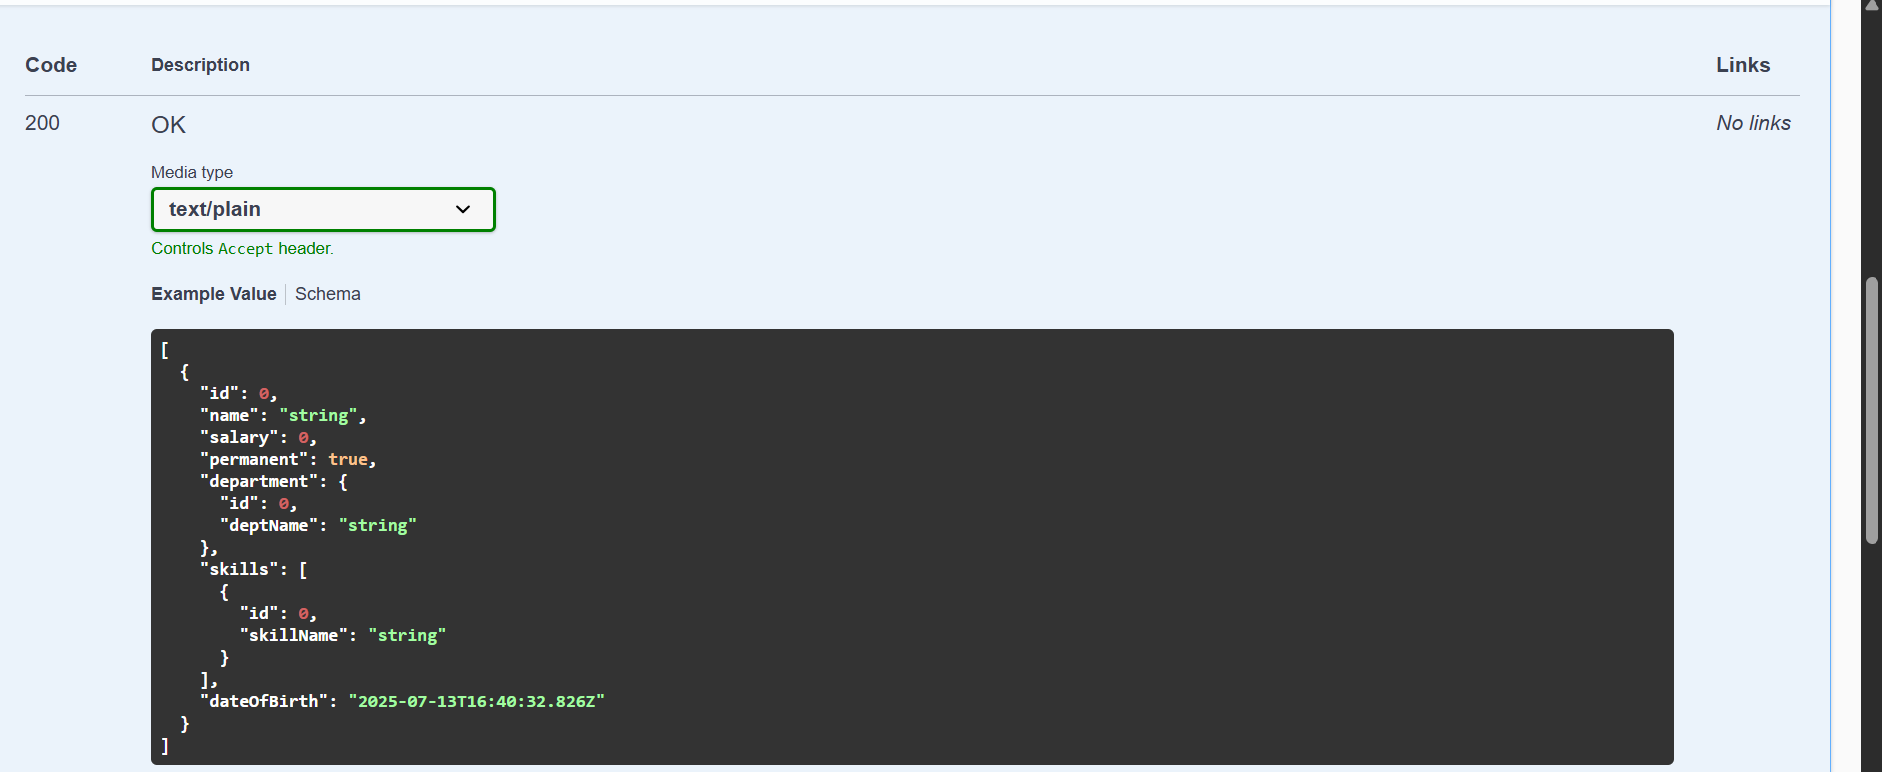 Code Description Links
200 OK No links
Media type
text/plain
Controls Accept header.
Example Value Schema
[
  {
    "id": 0,
    "name": "string",
    "salary": 0,
    "permanent": true,
    "department": {
      "id": 0,
      "deptName": "string"
    },
    "skills": [
      {
        "id": 0,
        "skillName": "string"
      }
    ],
    "dateOfBirth": "2025-07-13T16:40:32.826Z"
  }
]